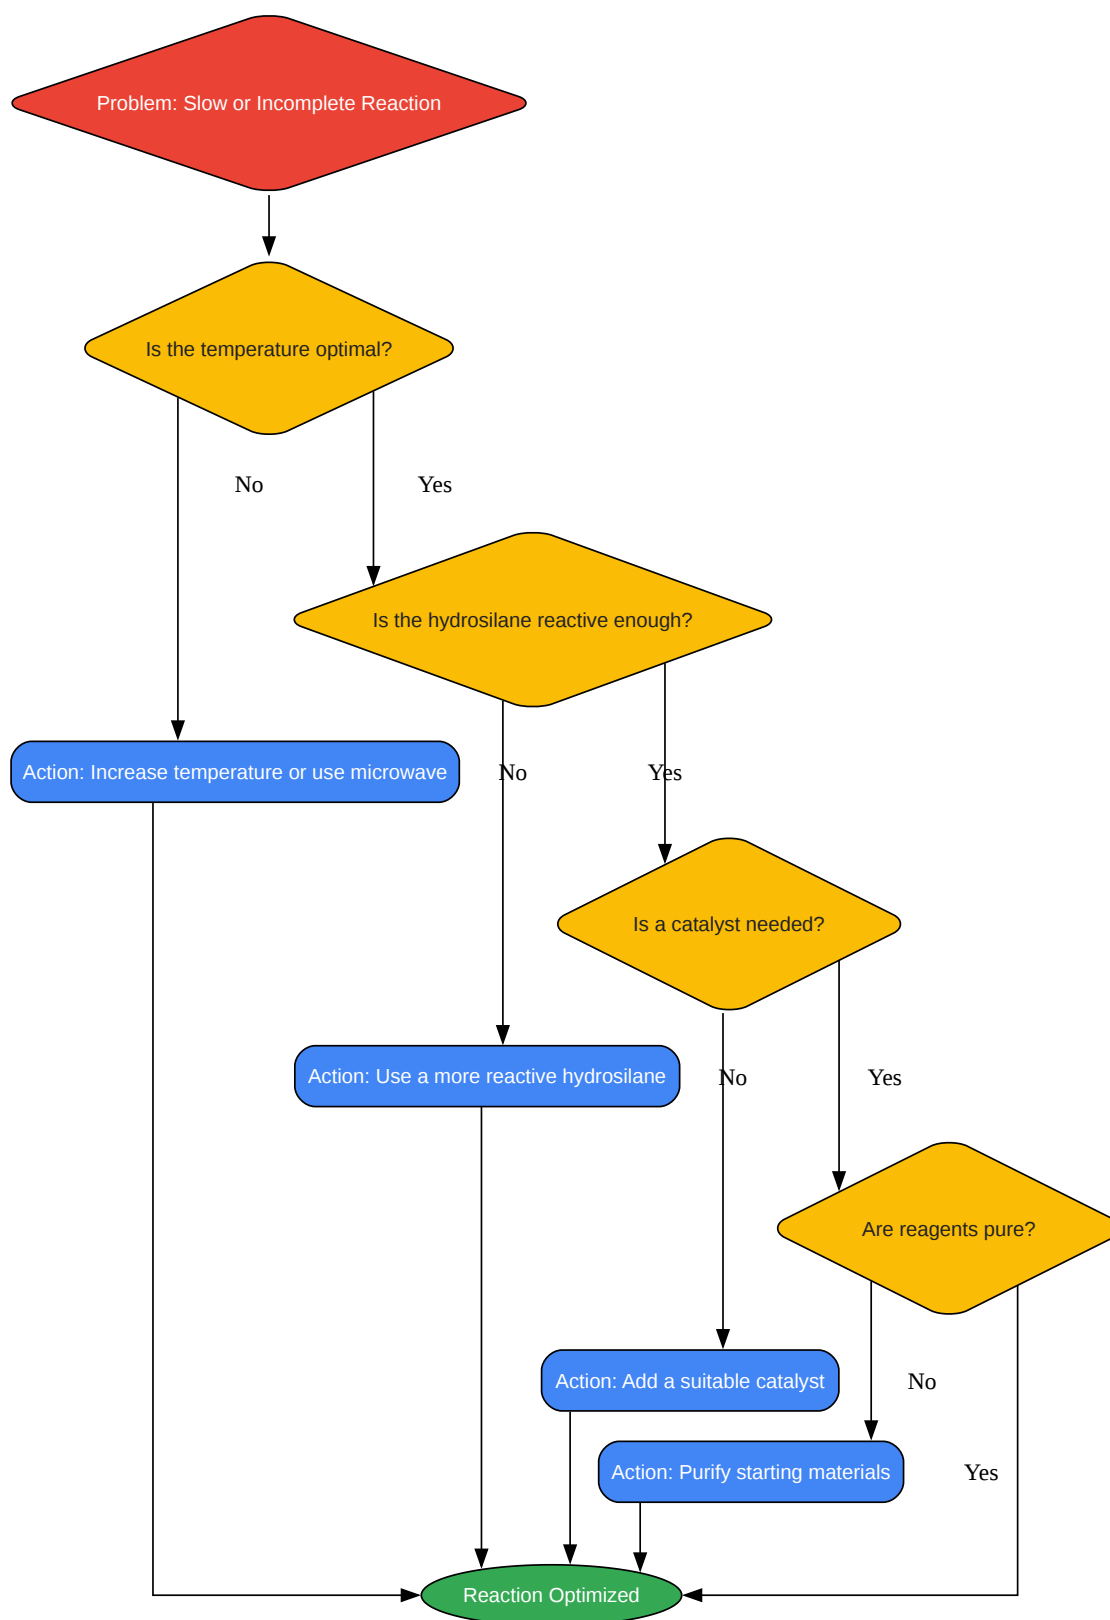 Problem: Slow or Incomplete Reaction
Is the temperature optimal?
No
Yes
Is the hydrosilane reactive enough?
Action: Increase temperature or use microwave
No
Yes
Is a catalyst needed?
Action: Use a more reactive hydrosilane
No
Yes
Are reagents pure?
Action: Add a suitable catalyst
No
Action: Purify starting materials
Yes
Reaction Optimized